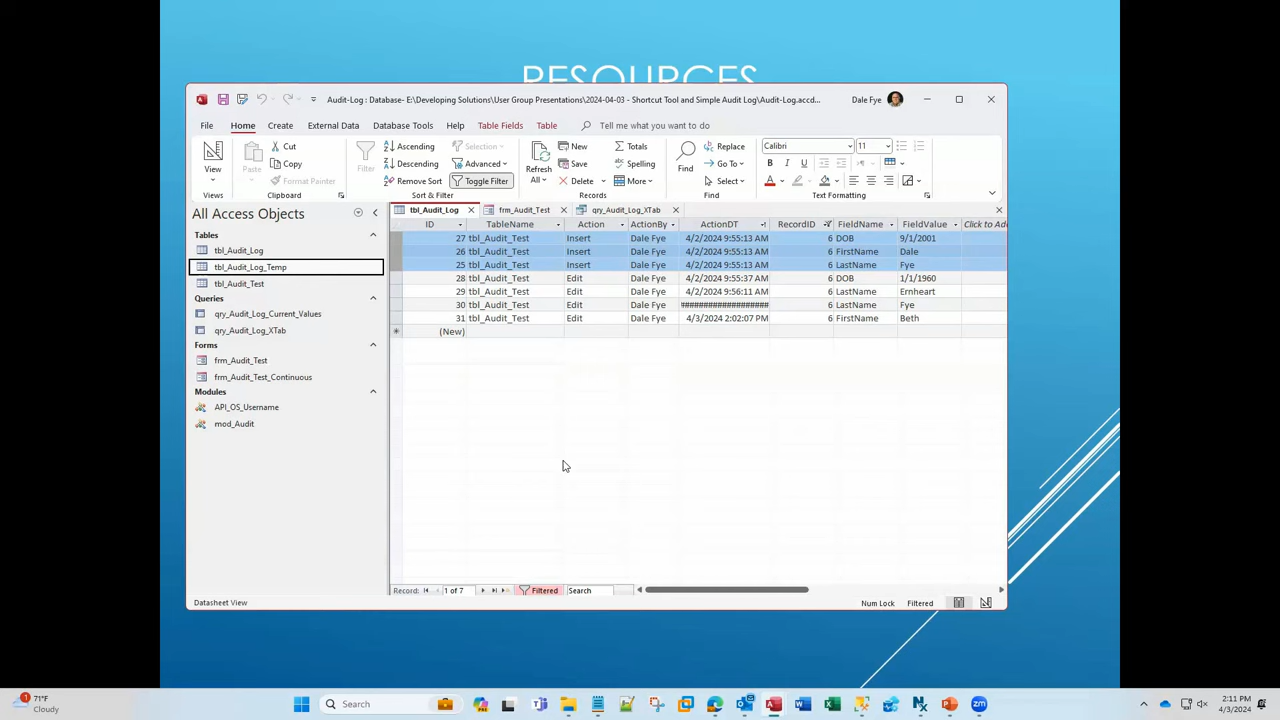 RESOURCES
Audit-Log : Database- E:\Developing Solutions\User Group Presentations\2024-04-03 - Shortcut Tool and Simple Audit Log\Audit-Log.accd... Dale Fye
File Home Create External Data Database Tools Help Table Fields Table Tell me what you want to do
View
Views
Paste
Cut
Copy
Format Painter
Clipboard
Filter
Ascending
Descending
Remove Sort
Selection
Advanced
Toggle Filter
Sort & Filter
Refresh
All
New
Save
Delete
Totals
Spelling
More
Records
Find
Replace
Go To
Select
Find
Calibri 11
B I U
A
Text Formatting
All Access Objects
Tables
tbl_Audit_Log
tbl_Audit_Log_Temp
tbl_Audit_Test
Queries
qry_Audit_Log_Current_Values
qry_Audit_Log_XTab
Forms
frm_Audit_Test
frm_Audit_Test_Continuous
Modules
API_OS_Username
mod_Audit
tbl_Audit_Log frm_Audit_Test qry_Audit_Log_XTab
ID TableName Action ActionBy ActionDT RecordID FieldName FieldValue Click to Add
27 tbl_Audit_Test Insert Dale Fye 4/2/2024 9:55:13 AM 6 DOB 9/1/2001
26 tbl_Audit_Test Insert Dale Fye 4/2/2024 9:55:13 AM 6 FirstName Dale
25 tbl_Audit_Test Insert Dale Fye 4/2/2024 9:55:13 AM 6 LastName Fye
28 tbl_Audit_Test Edit Dale Fye 4/2/2024 9:55:37 AM 6 DOB 1/1/1960
29 tbl_Audit_Test Edit Dale Fye 4/2/2024 9:56:11 AM 6 LastName Ernheart
30 tbl_Audit_Test Edit Dale Fye ################### 6 LastName Fye
31 tbl_Audit_Test Edit Dale Fye 4/3/2024 2:02:07 PM 6 FirstName Beth
(New)
Record: 1 of 7 Filtered Search
Datasheet View Num Lock Filtered
1
71°F
Cloudy
Search
2:11 PM
4/3/2024